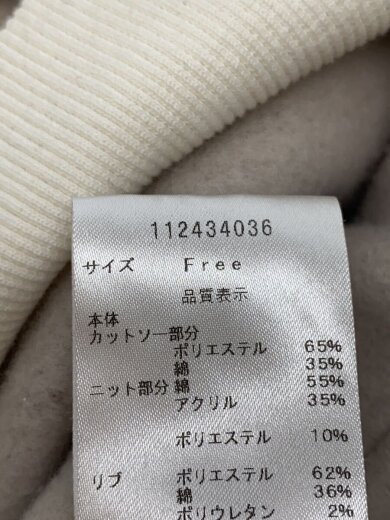 112434036
サイズ Free
品質表示
本体
カットソー部分
ポリエステル 65%
綿 35%
ニット部分 綿 55%
アクリル 35%
ポリエステル 10%
リブ ポリエステル 62%
綿 36%
ポリウレタン 2%